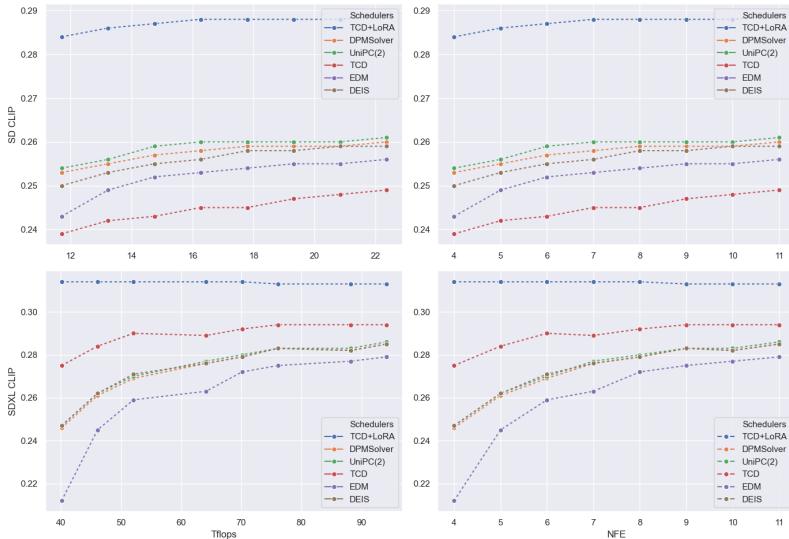 0.29
0.28
0.27
0.26
0.25
0.24
SD CLIP
12
14
16
18
20
22
Schedulers
TCD+LoRA
DPMSolver
UniPC(2)
TCD
EDM
DEIS
0.29
0.28
0.27
0.26
0.25
0.24
4
5
6
7
8
9
10
11
Schedulers
TCD+LoRA
DPMSolver
UniPC(2)
TCD
EDM
DEIS
0.30
0.28
0.26
0.24
0.22
SDXL CLIP
40
50
60
70
80
90
Tflops
Schedulers
TCD+LoRA
DPMSolver
UniPC(2)
TCD
EDM
DEIS
0.30
0.28
0.26
0.24
0.22
4
5
6
7
8
9
10
11
NFE
Schedulers
TCD+LoRA
DPMSolver
UniPC(2)
TCD
EDM
DEIS